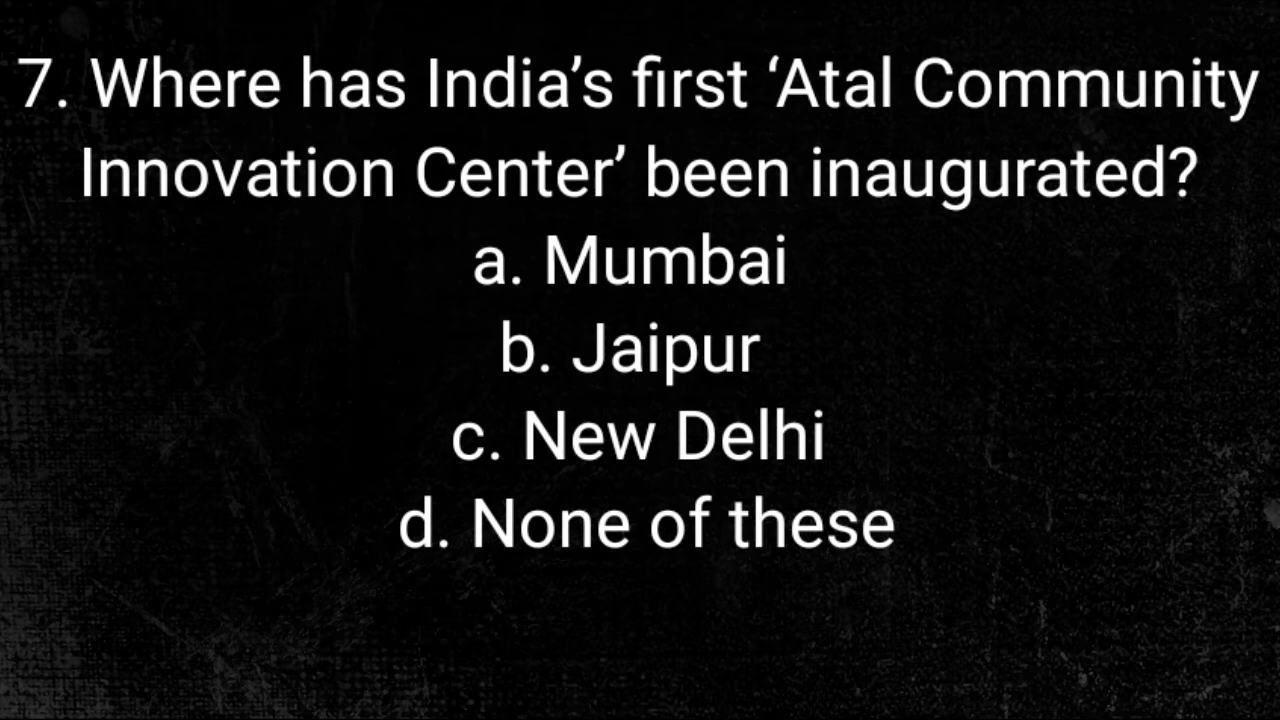 7. Where has India’s first ‘Atal Community
Innovation Center’ been inaugurated?
a. Mumbai
b. Jaipur
c. New Delhi
d. None of these